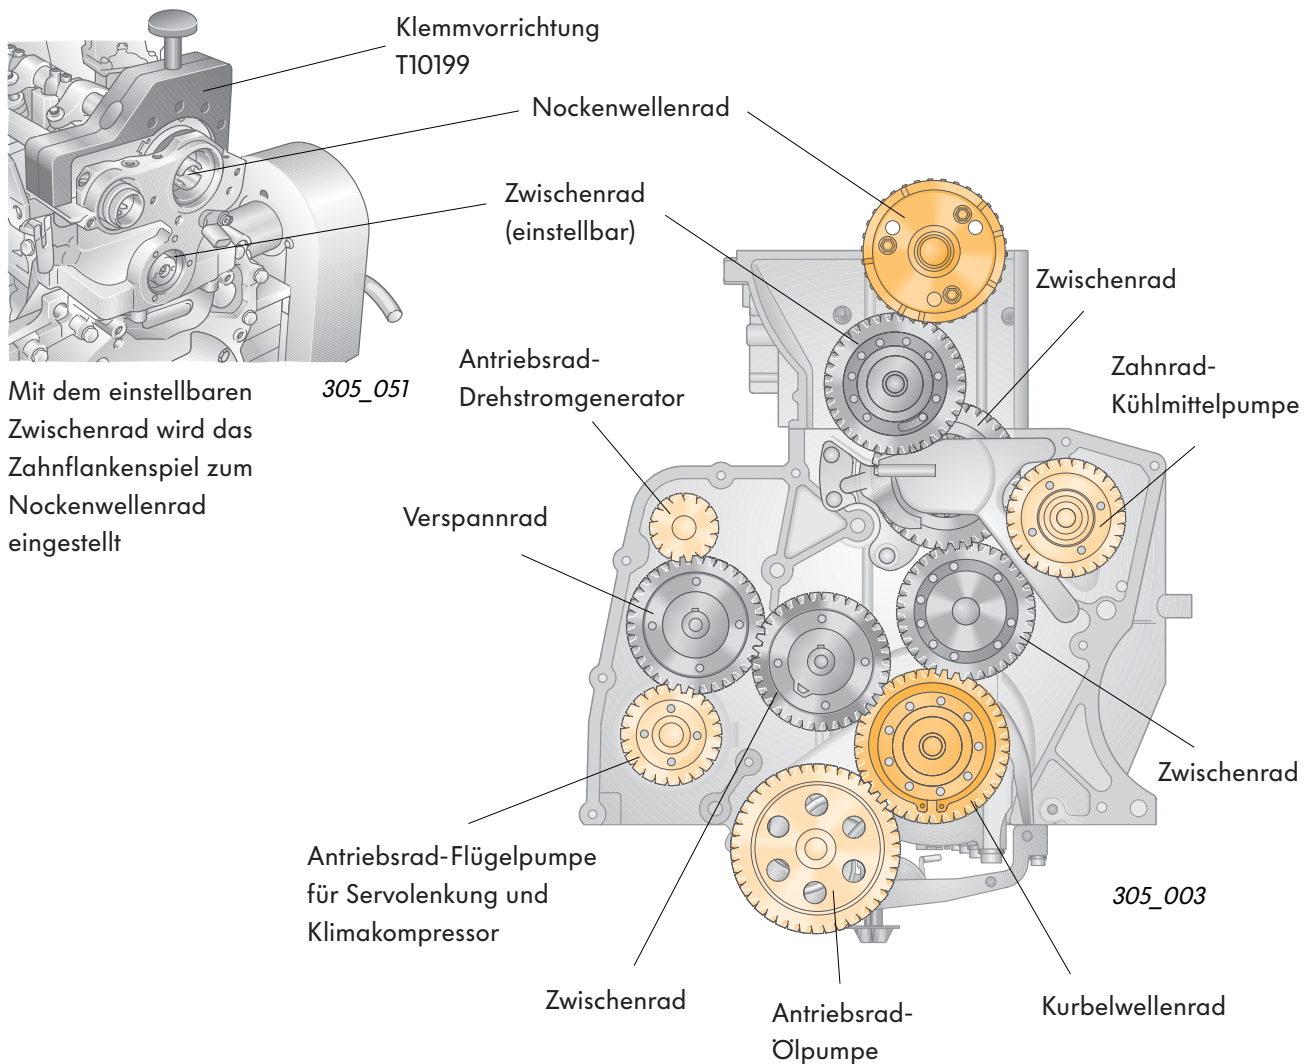 Klemmvorrichtung
T10199
Nockenwellenrad
Zwischenrad
(einstellbar)
Zwischenrad
Antriebsrad-
Drehstromgenerator
Zahnrad-
Kühlmittelpumpe
Mit dem einstellbaren
Zwischenrad wird das
Zahnflankenspiel zum
Nockenwellenrad
eingestellt
305_051
Verspannrad
Zwischenrad
Antriebsrad-Flügelpumpe
für Servolenkung und
Klimakompressor
305_003
Zwischenrad
Antriebsrad-
Ölpumpe
Kurbelwellenrad